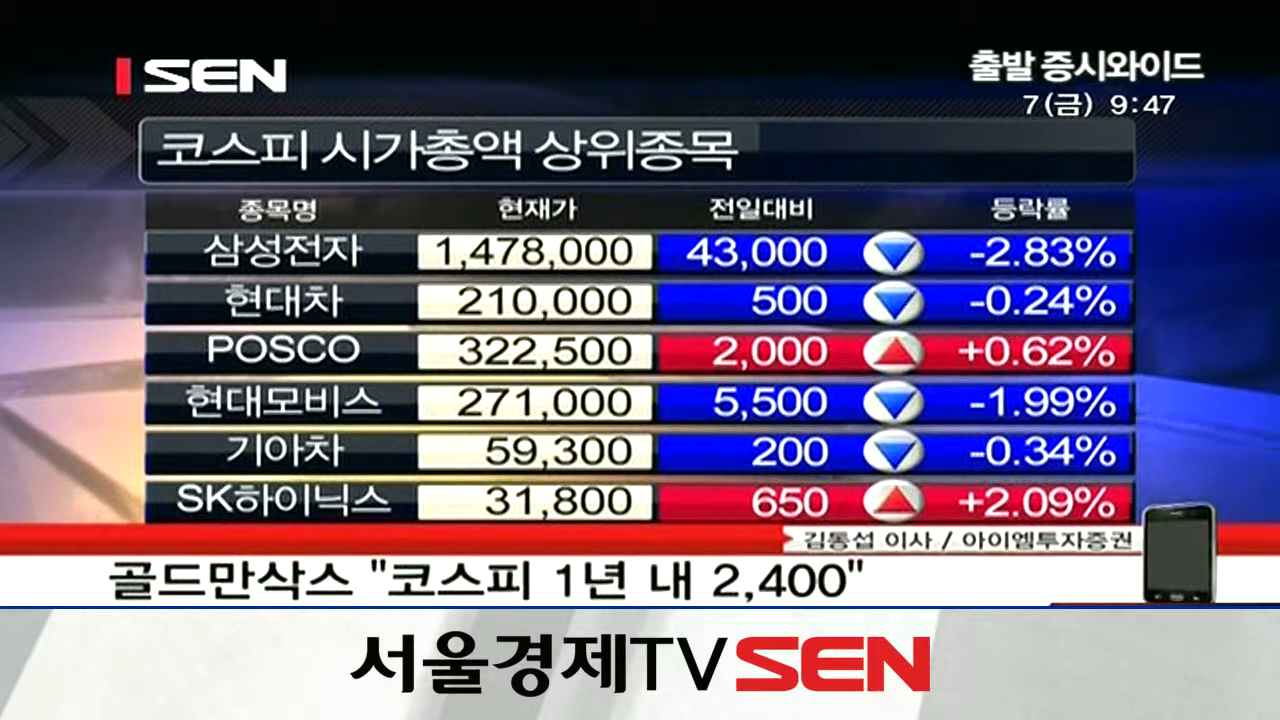 SEN
출발 증시와이드
7(금) 9:47
코스피 시가총액 상위종목
종목명 현재가 전일대비 등락률
삼성전자 1,478,000 43,000 ▼ -2.83%
현대차 210,000 500 ▼ -0.24%
POSCO 322,500 2,000 ▲ +0.62%
현대모비스 271,000 5,500 ▼ -1.99%
기아차 59,300 200 ▼ -0.34%
SK하이닉스 31,800 650 ▲ +2.09%
김동섭 이사 / 아이엠투자증권
골드만삭스 "코스피 1년 내 2,400"
서울경제TV SEN